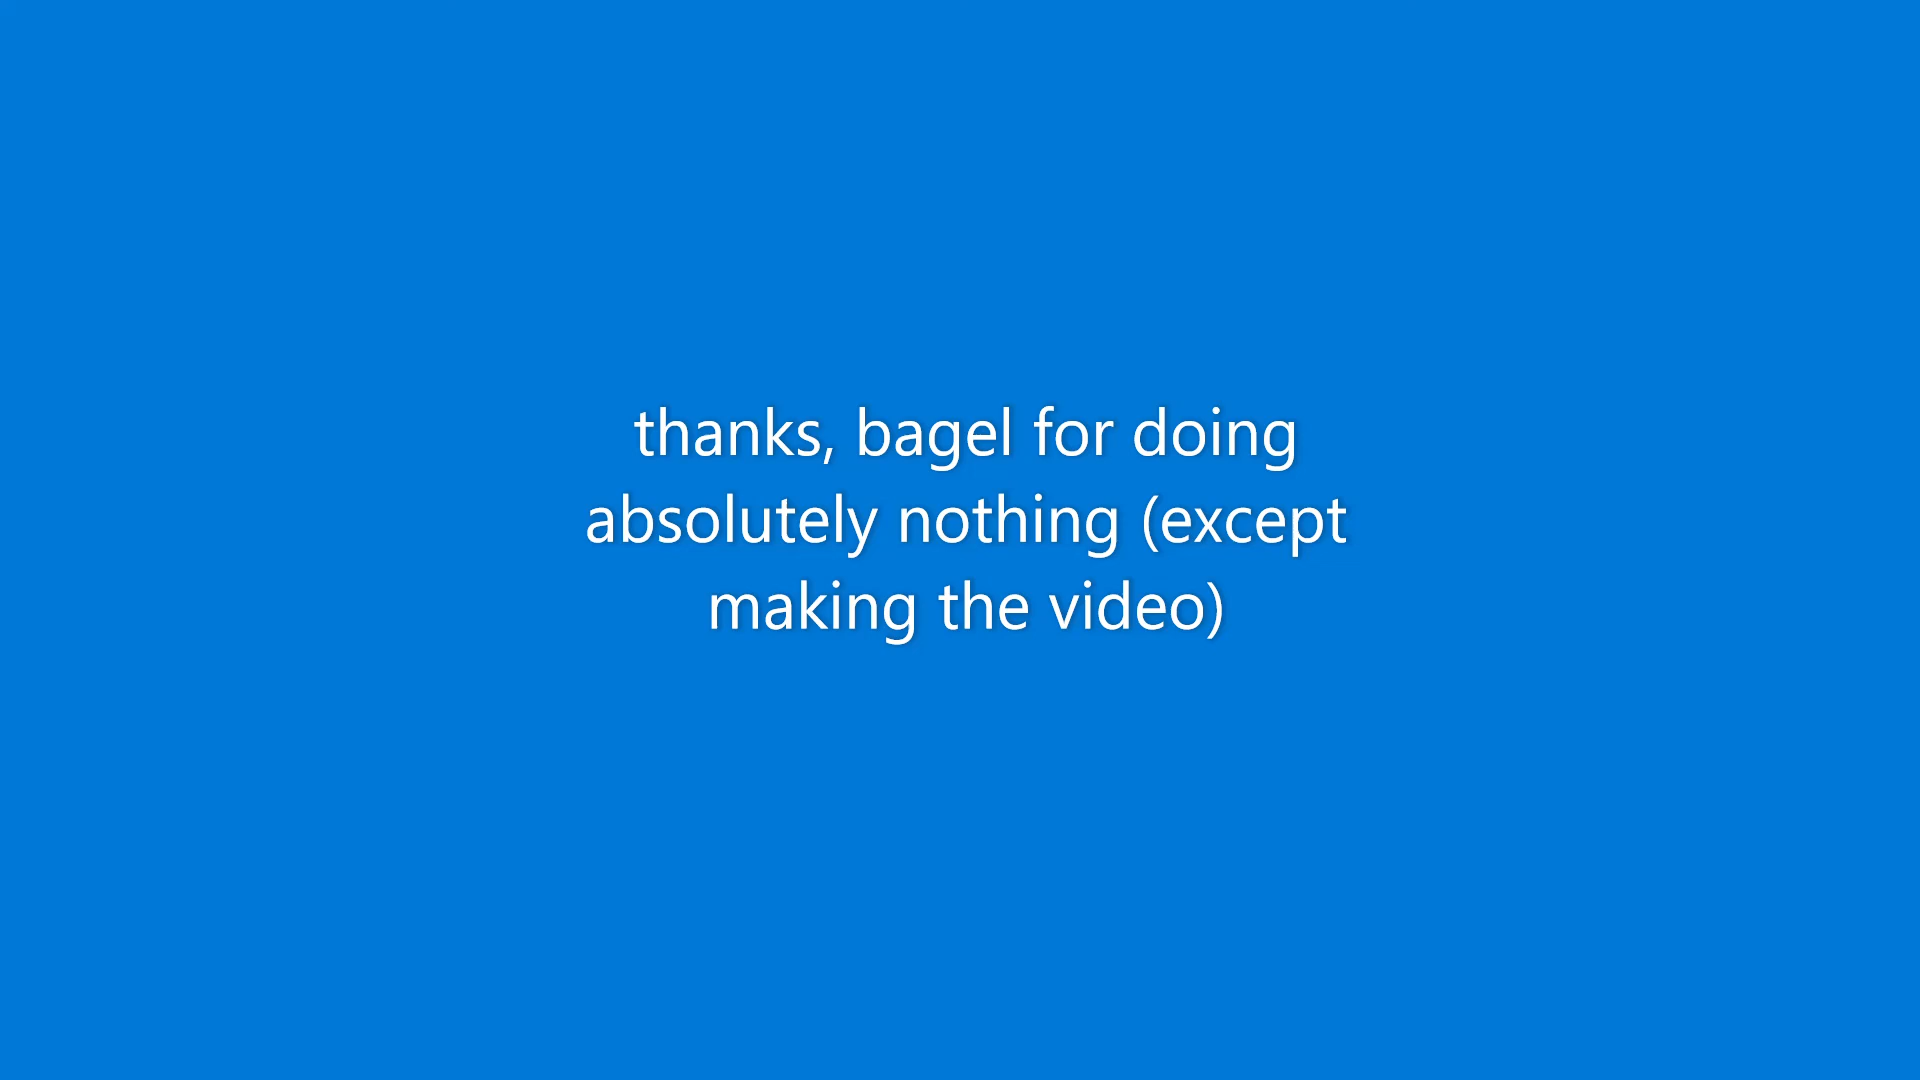 thanks, bagel for doing
absolutely nothing (except
making the video)